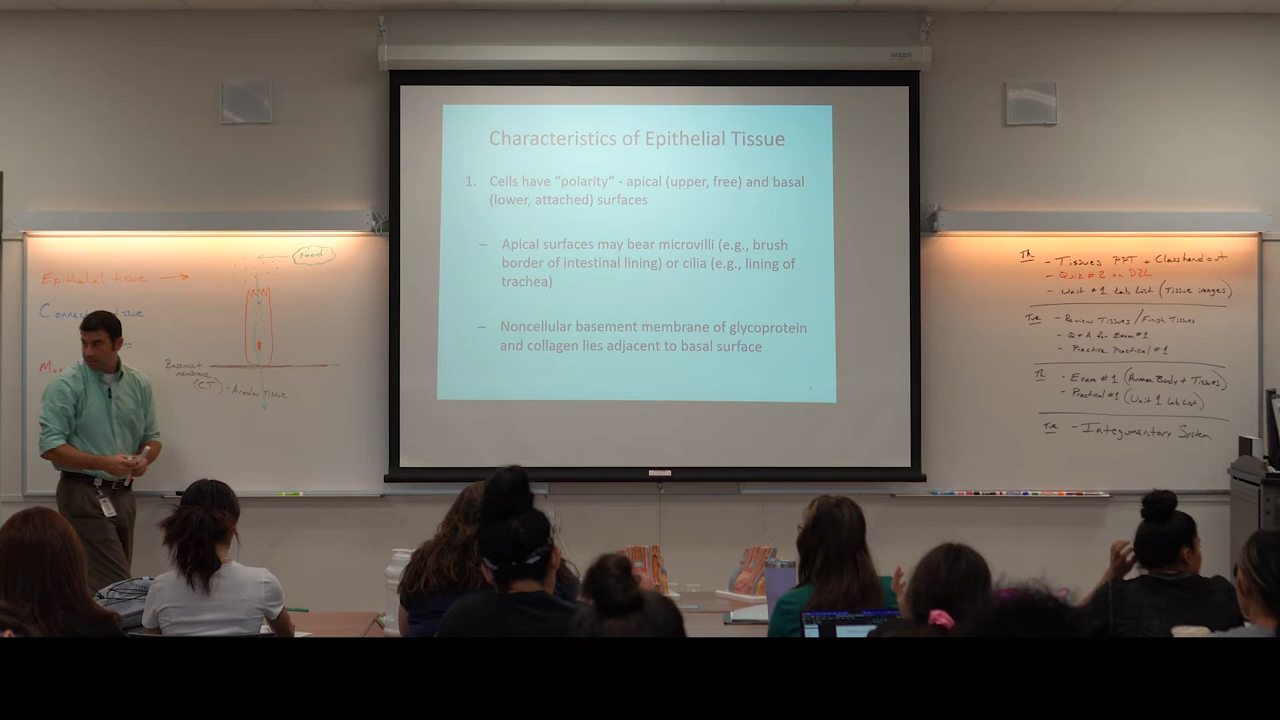 Characteristics of Epithelial Tissue
1. Cells have “polarity” - apical (upper, free) and basal
(lower, attached) surfaces
– Apical surfaces may bear microvilli (e.g., brush
border of intestinal lining) or cilia (e.g., lining of
trachea)
– Noncellular basement membrane of glycoprotein
and collagen lies adjacent to basal surface
Food
Epithelial tissue →
Connec tissue
Basement
membrane
(C.T.) • Areolar Tissue
Th - Tissues PPT + Class handout
- Quiz #2 on D2L
- Unit #1 Lab List (Tissue images)
Tue - Review Tissues / Finish Tissues
- Q + A for Exam #1
- Practice Practical #1
Th - Exam #1 (Human Body + Tissues)
- Practical #1 (Unit 1 Lab List)
Tue - Integumentary System